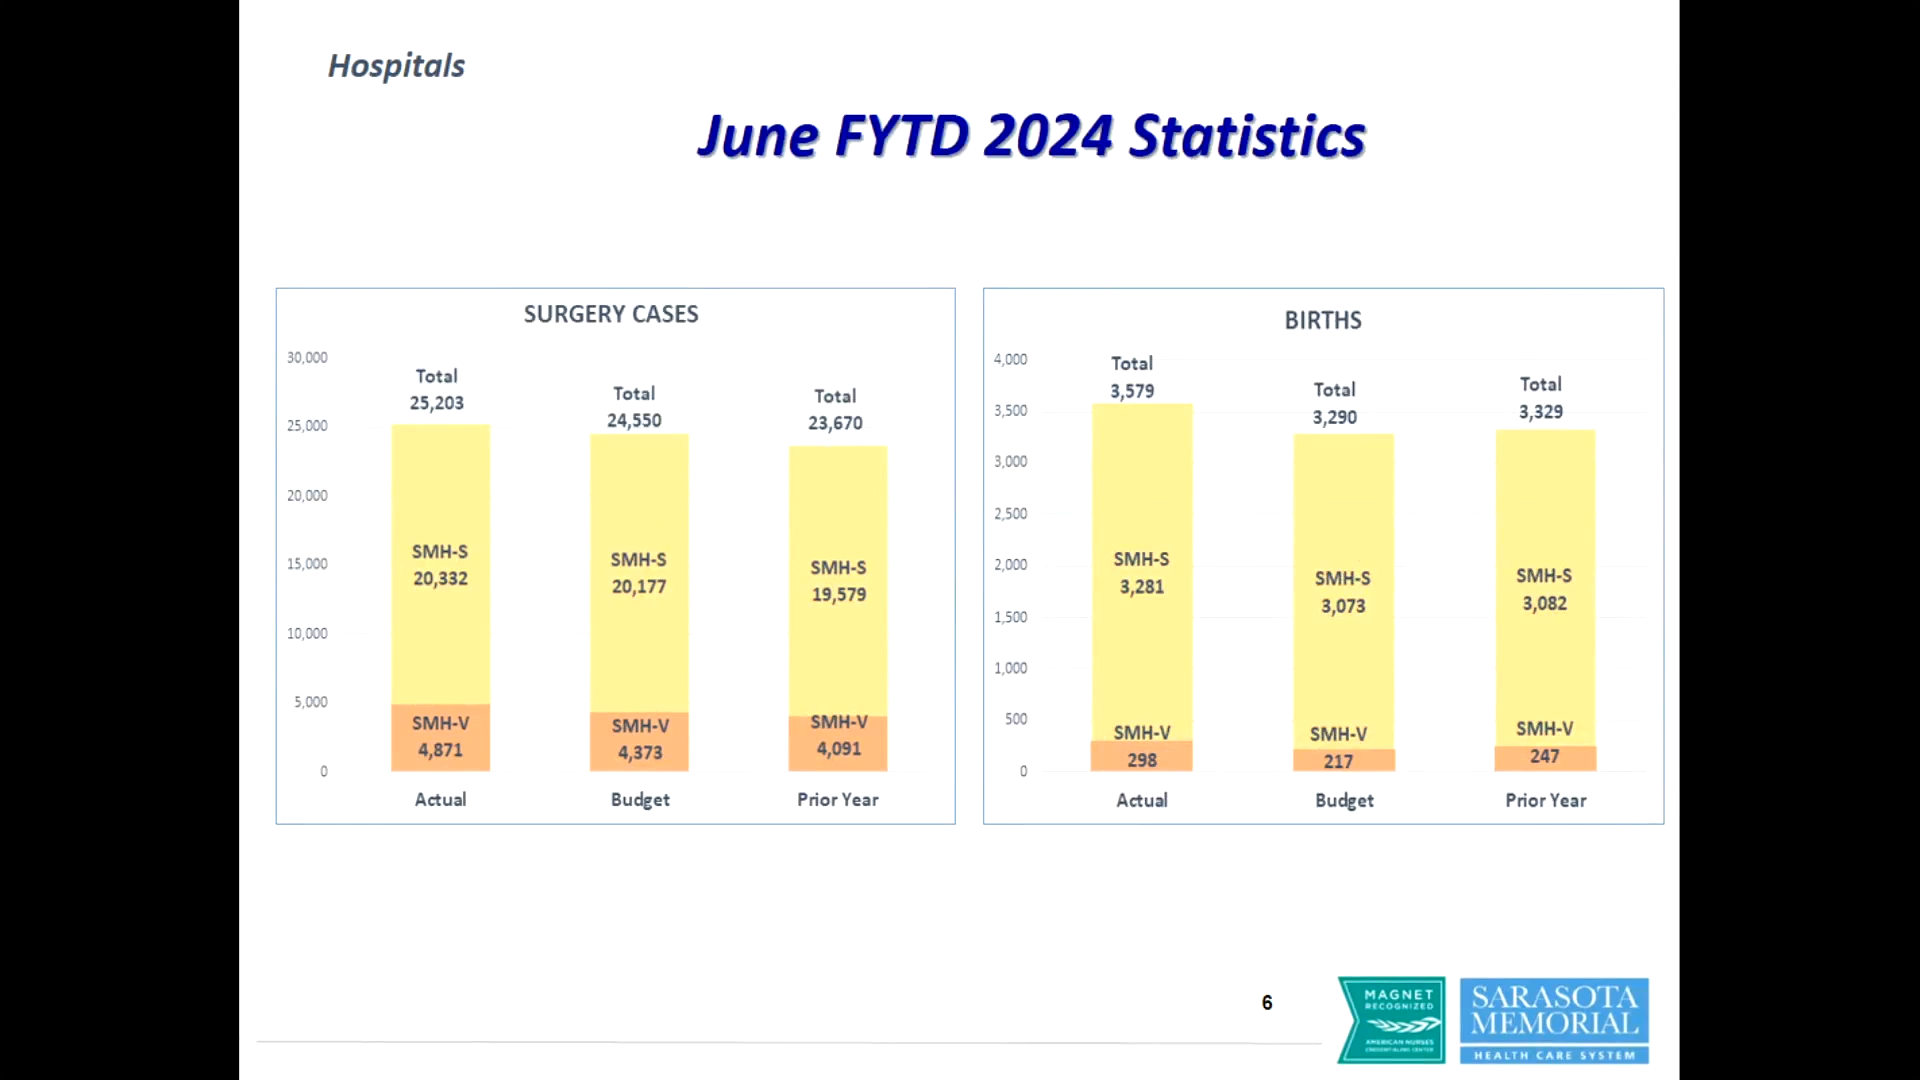 Hospitals
June FYTD 2024 Statistics
SURGERY CASES
30,000
25,000
20,000
15,000
10,000
5,000
0
Total
25,203
SMH-S
20,332
SMH-V
4,871
Actual
Total
24,550
SMH-S
20,177
SMH-V
4,373
Budget
Total
23,670
SMH-S
19,579
SMH-V
4,091
Prior Year
BIRTHS
4,000
3,500
3,000
2,500
2,000
1,500
1,000
500
0
Total
3,579
SMH-S
3,281
SMH-V
298
Actual
Total
3,290
SMH-S
3,073
SMH-V
217
Budget
Total
3,329
SMH-S
3,082
SMH-V
247
Prior Year
6
MAGNET
RECOGNIZED
AMERICAN NURSES
CREDENTIALING CENTER
SARASOTA
MEMORIAL
HEALTH CARE SYSTEM